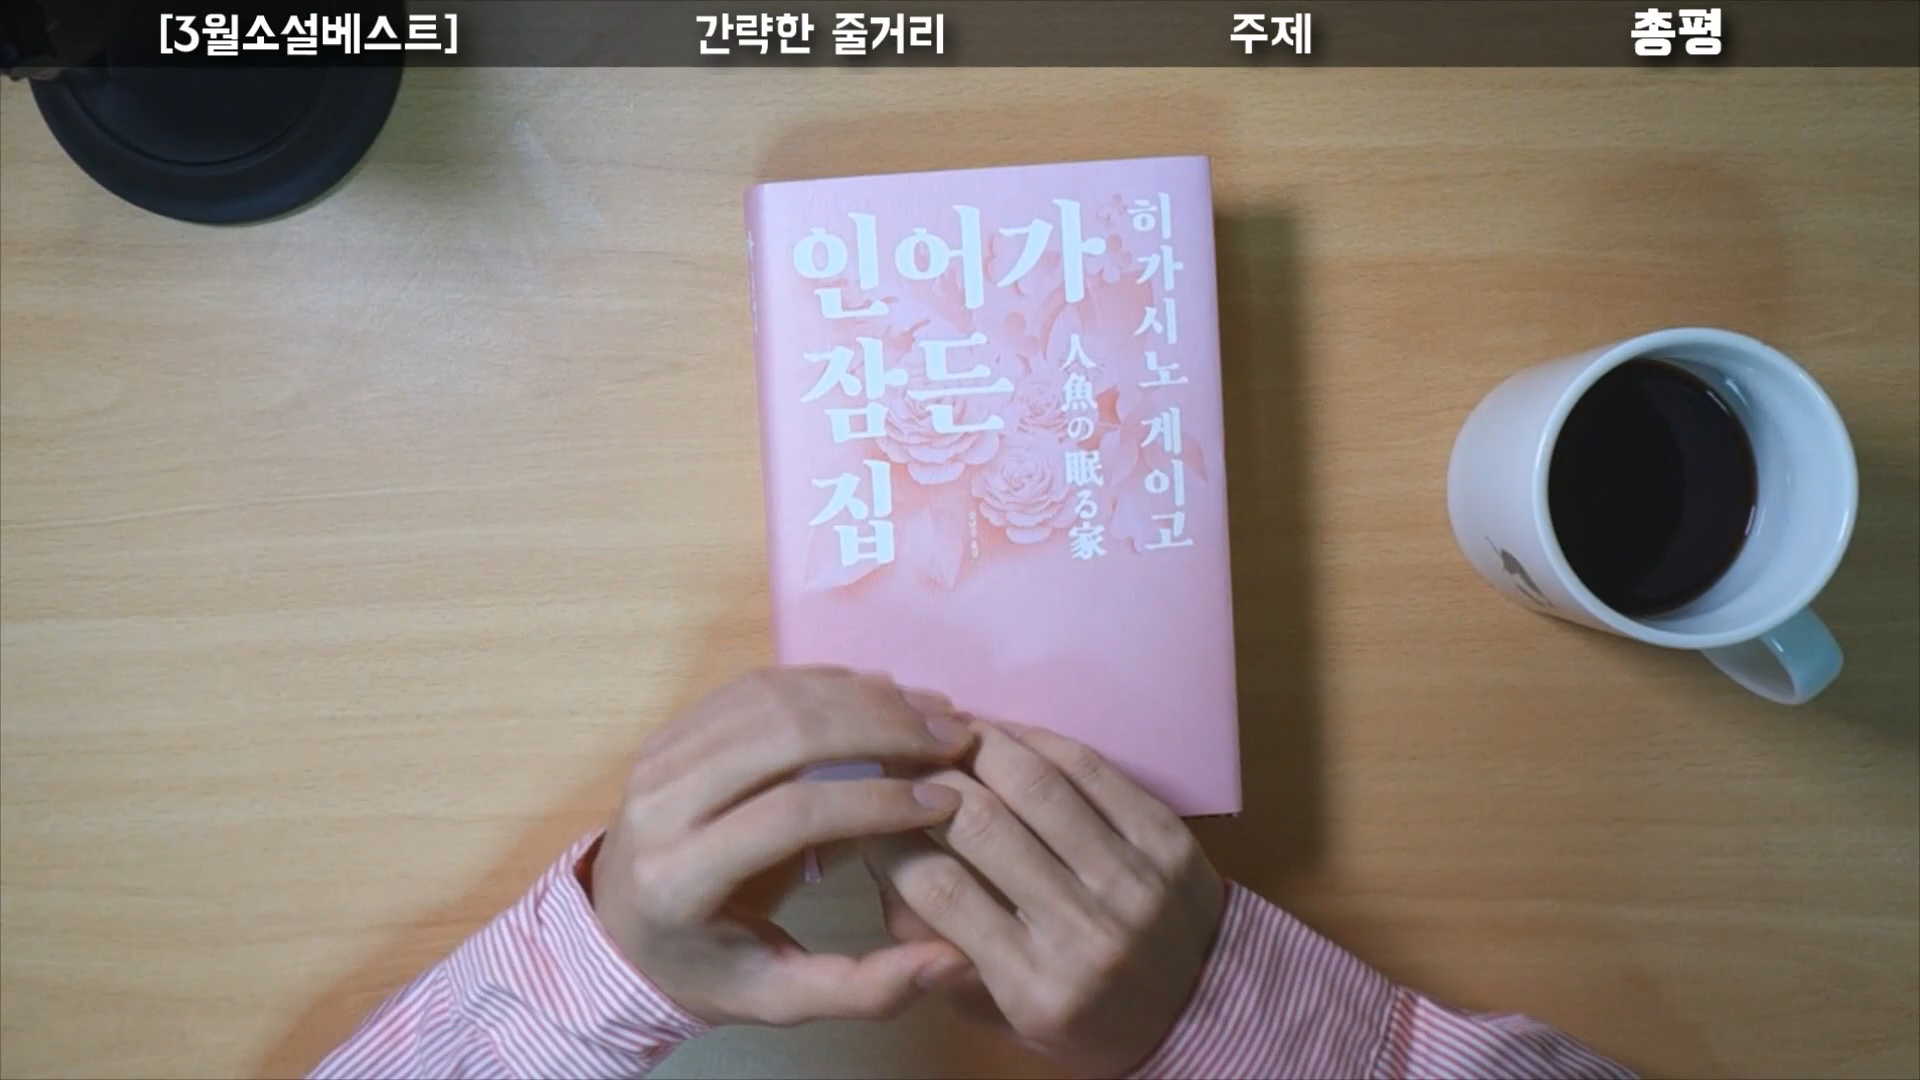 [3월소설베스트]
간략한 줄거리
주제
총평
인어가
잠든
집
人魚の眠る家
히가시노 게이고